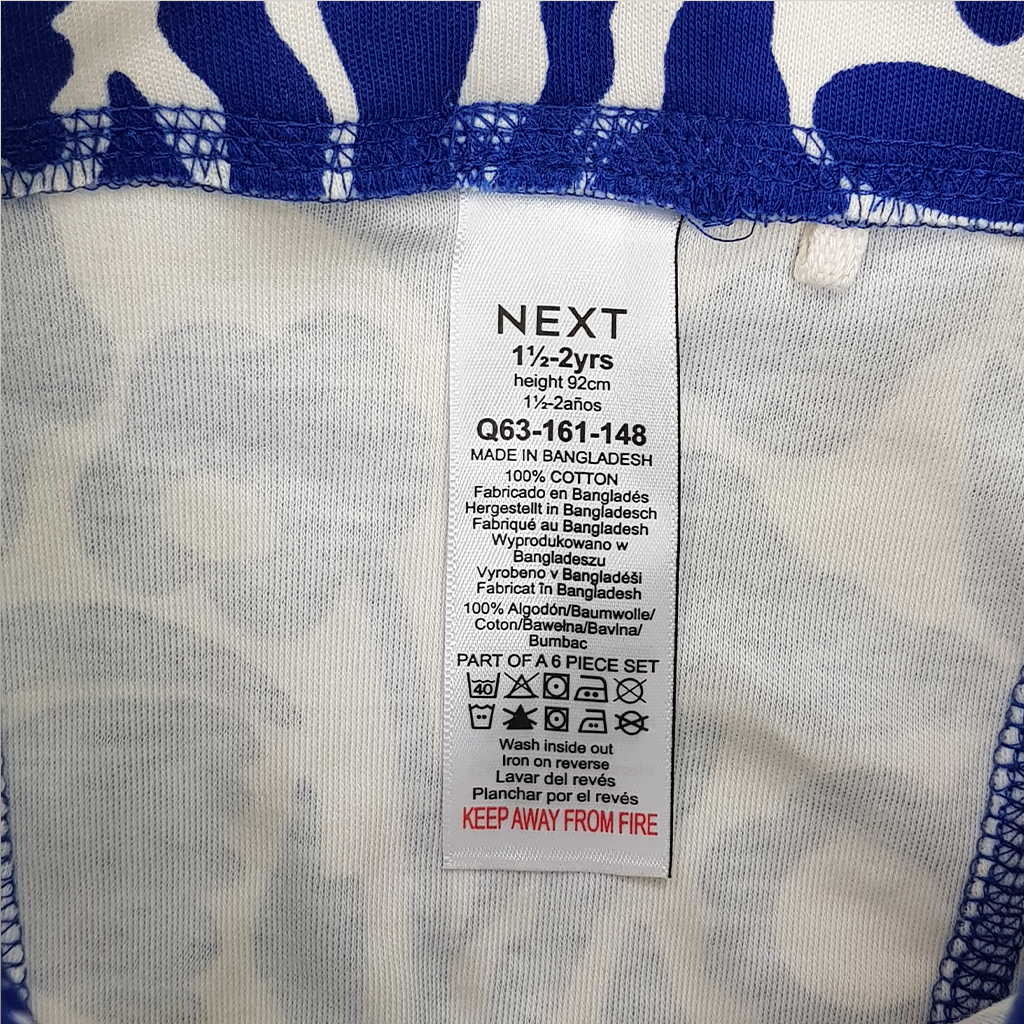 NEXT
1½-2yrs
height 92cm
1½-2años
Q63-161-148
MADE IN BANGLADESH
100% COTTON
Fabricado en Bangladés
Hergestellt in Bangladesch
Fabriqué au Bangladesh
Wyprodukowano w
Bangladeszu
Vyrobeno v Bangladéši
Fabricat în Bangladesh
100% Algodón/Baumwolle/
Coton/Bawełna/Bavlna/
Bumbac
PART OF A 6 PIECE SET
40
Wash inside out
Iron on reverse
Lavar del revés
Planchar por el revés
KEEP AWAY FROM FIRE